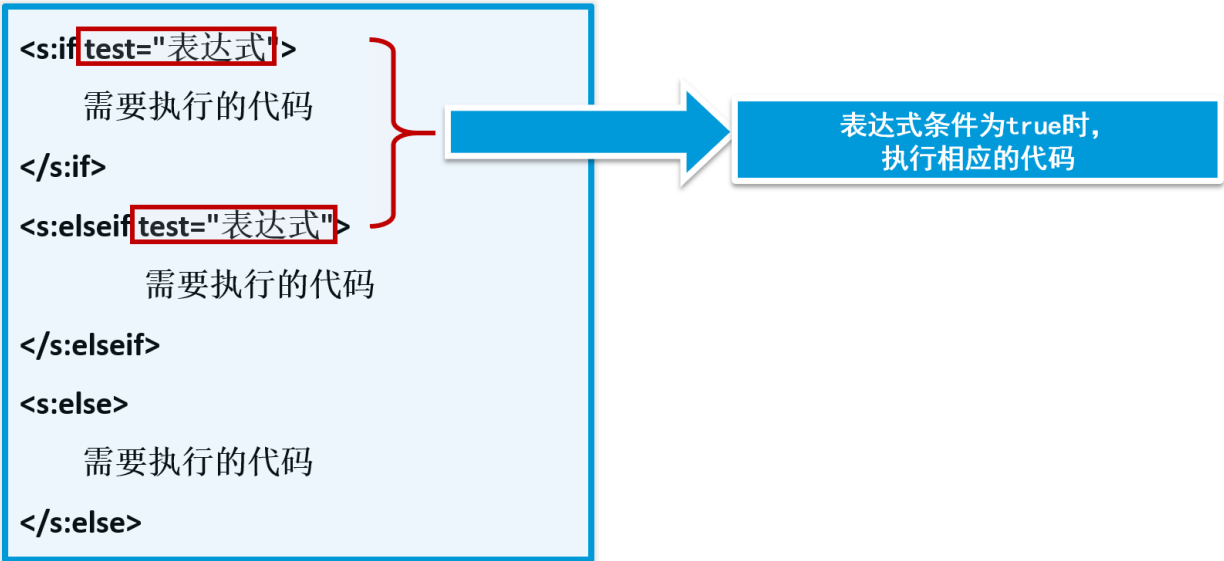 <s:if test="表达式">
需要执行的代码
</s:if>
<s:elseif test="表达式">
需要执行的代码
</s:elseif>
<s:else>
需要执行的代码
</s:else>
表达式条件为true时，
执行相应的代码